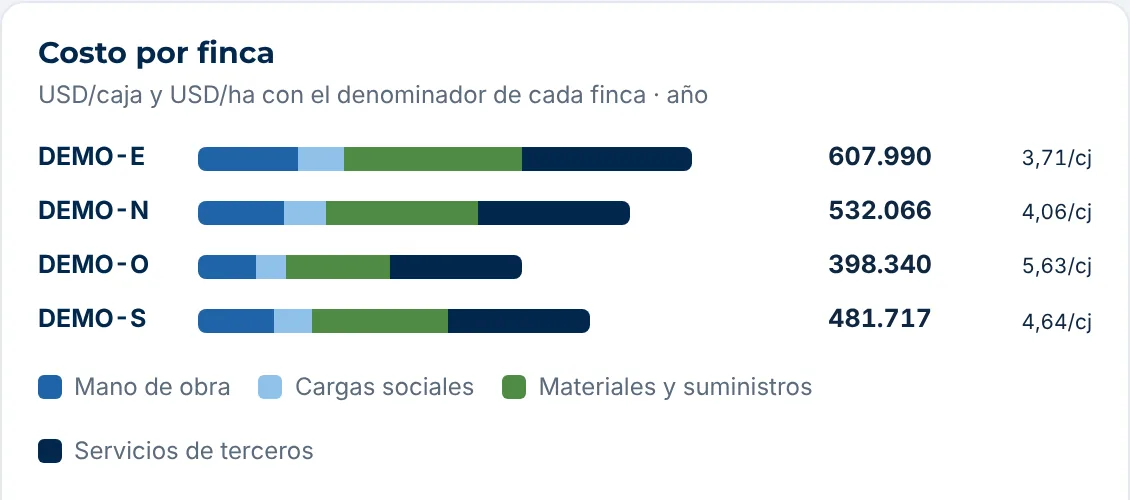 Costo por finca
USD/caja y USD/ha con el denominador de cada finca · año
DEMO-E 607.990 3,71/cj
DEMO-N 532.066 4,06/cj
DEMO-O 398.340 5,63/cj
DEMO-S 481.717 4,64/cj
Mano de obra Cargas sociales Materiales y suministros
Servicios de terceros